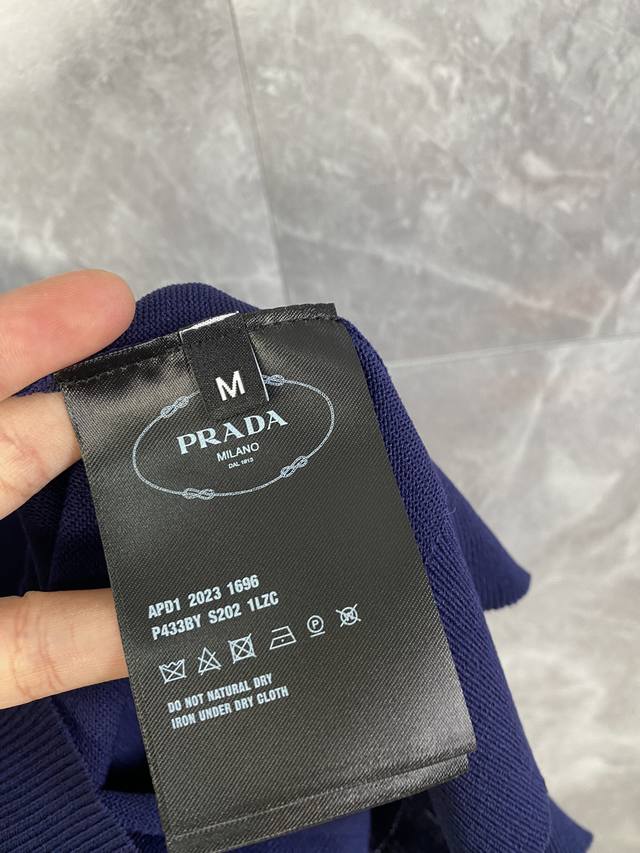 M
PRADA
MILANO
DAL 1913
APD1 2023 1696
P433BY S202 1LZC
P W
DO NOT NATURAL DRY
IRON UNDER DRY CLOTH